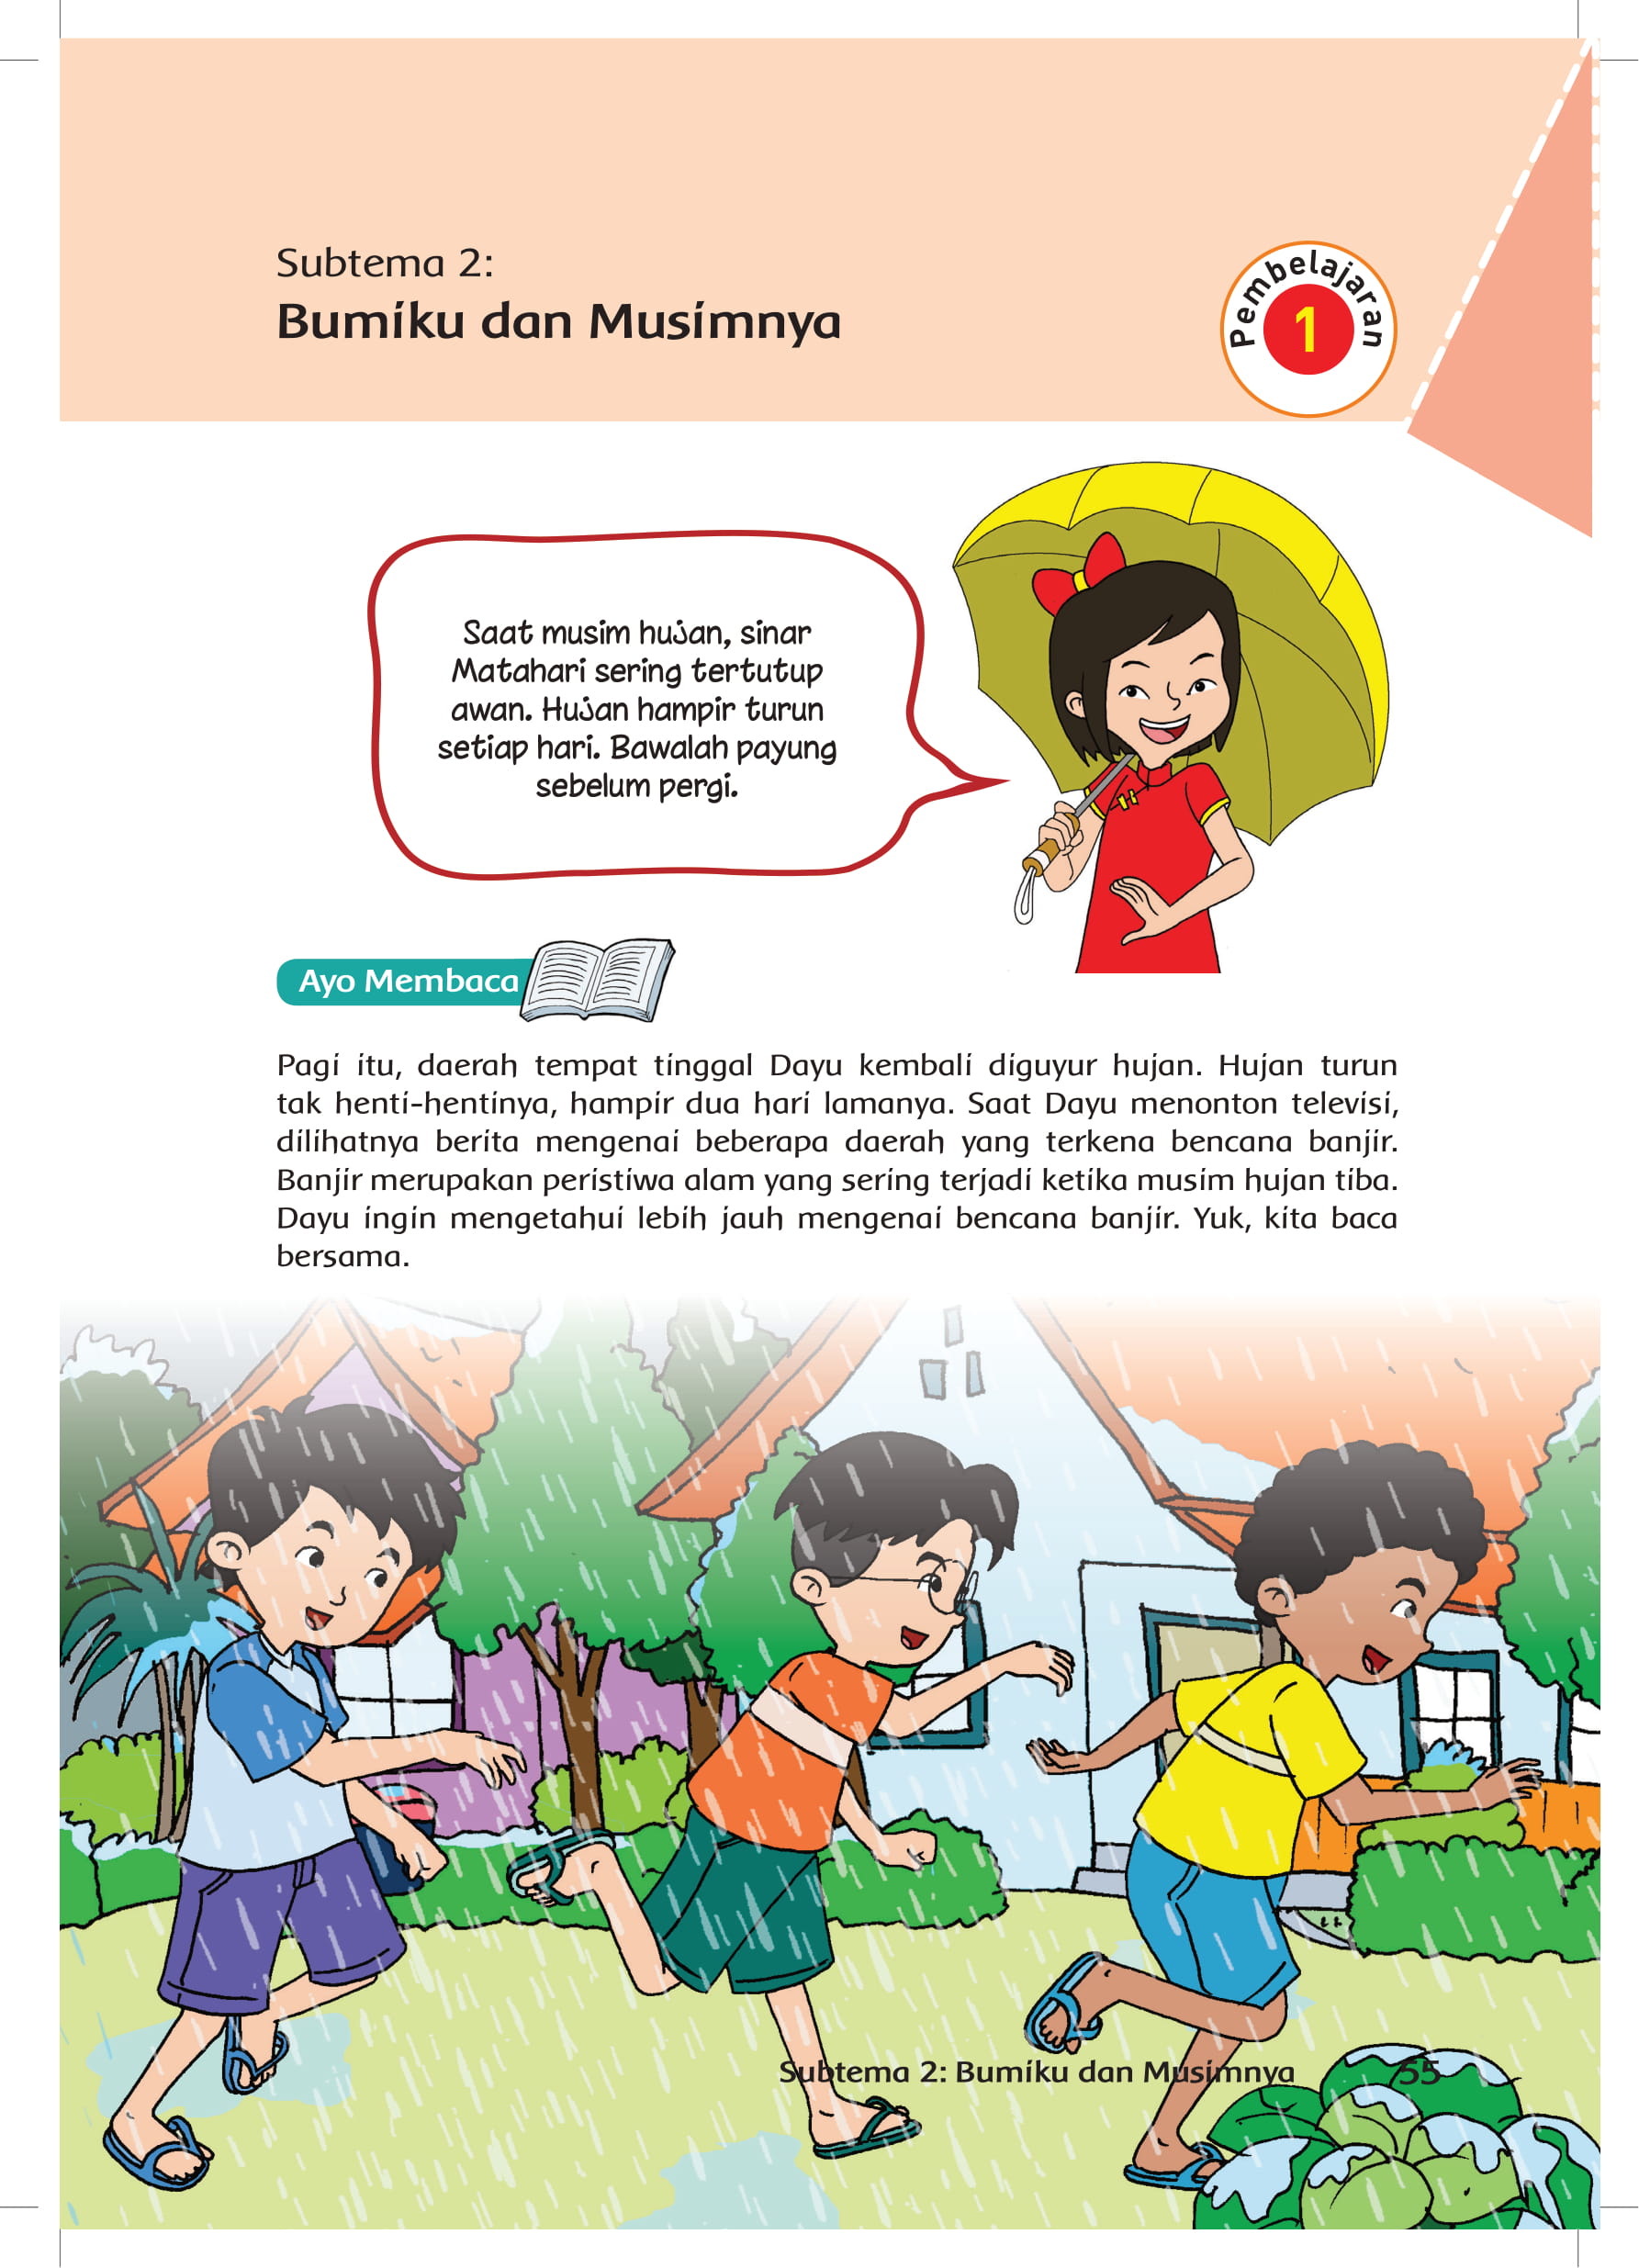 Subtema 2:
Bumiku dan Musimnya
Pembelajaran
1
Saat musim hujan, sinar
Matahari sering tertutup
awan. Hujan hampir turun
setiap hari. Bawalah payung
sebelum pergi.
Ayo Membaca
Pagi itu, daerah tempat tinggal Dayu kembali diguyur hujan. Hujan turun
tak henti-hentinya, hampir dua hari lamanya. Saat Dayu menonton televisi,
dilihatnya berita mengenai beberapa daerah yang terkena bencana banjir.
Banjir merupakan peristiwa alam yang sering terjadi ketika musim hujan tiba.
Dayu ingin mengetahui lebih jauh mengenai bencana banjir. Yuk, kita baca
bersama.
Subtema 2: Bumiku dan Musimnya 55